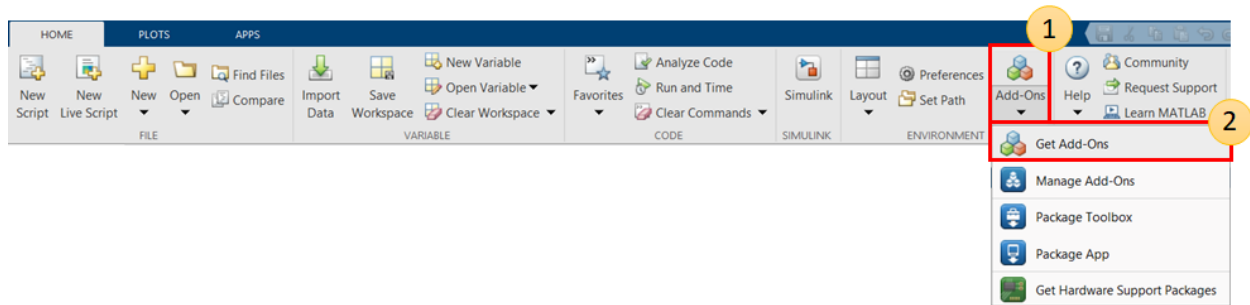 HOME PLOTS APPS
1
New Script
New Live Script
New
Open
Find Files
Compare
FILE
Import Data
Save Workspace
New Variable
Open Variable
Clear Workspace
VARIABLE
Favorites
Analyze Code
Run and Time
Clear Commands
CODE
Simulink
SIMULINK
Layout
Preferences
Set Path
ENVIRONMENT
Add-Ons
Help
Community
Request Support
Learn MATLAB
2
Get Add-Ons
Manage Add-Ons
Package Toolbox
Package App
Get Hardware Support Packages